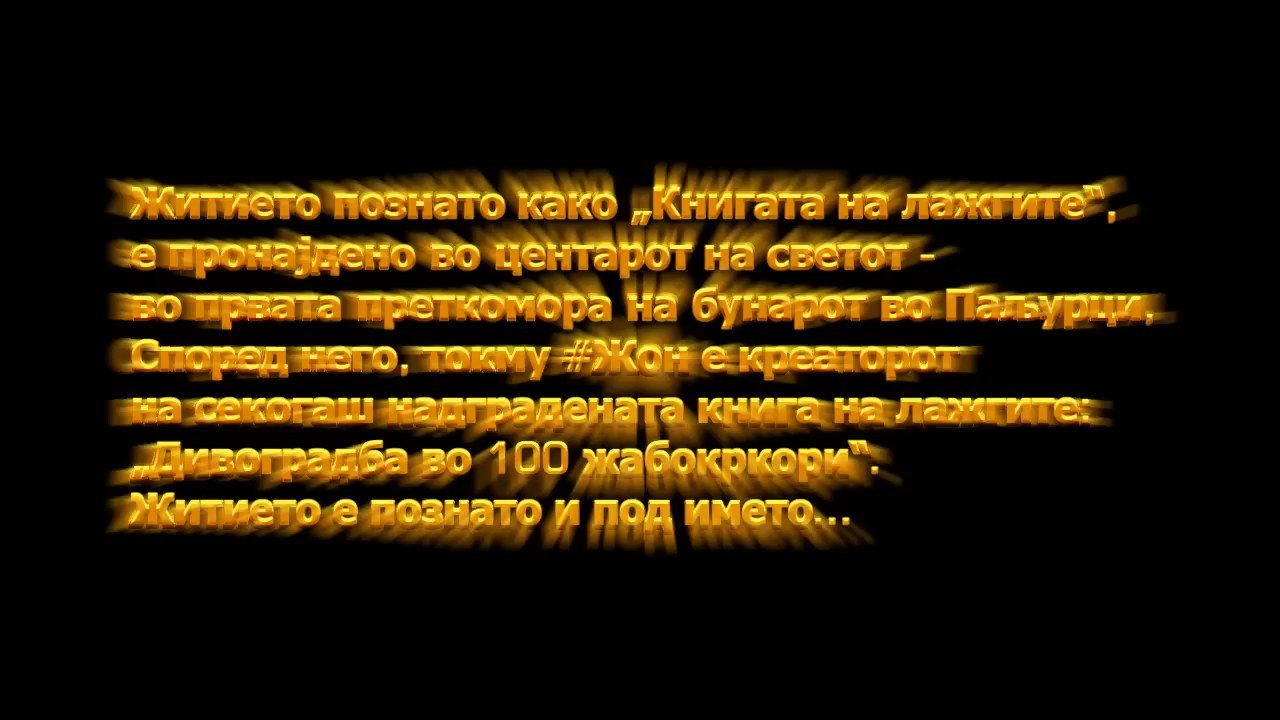 Житието познато како „Книгата на лажгите“,
е пронајдено во центарот на светот -
во првата преткомора на бунарот во Паљурци,
Според него, токму #Жон е креаторот
на секогаш надградената книга на лажгите:
„Дивоградба во 100 жабокркори“.
Житието е познато и под името...